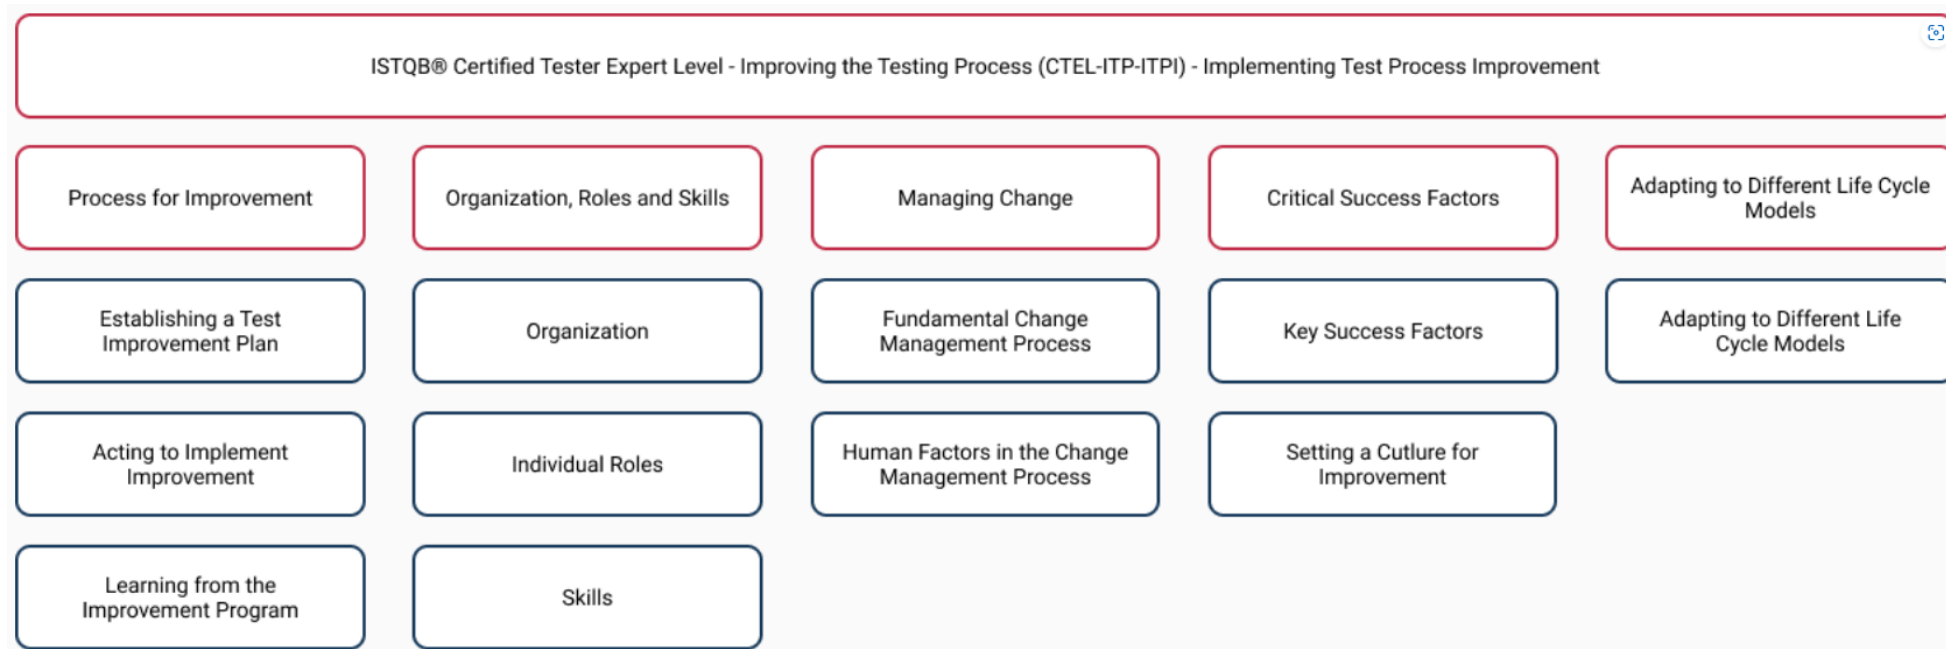 ISTQB® Certified Tester Expert Level - Improving the Testing Process (CTEL-ITP-ITPI) - Implementing Test Process Improvement
Process for Improvement
Organization, Roles and Skills
Managing Change
Critical Success Factors
Adapting to Different Life Cycle
Models
Establishing a Test
Improvement Plan
Organization
Fundamental Change
Management Process
Key Success Factors
Adapting to Different Life
Cycle Models
Acting to Implement
Improvement
Individual Roles
Human Factors in the Change
Management Process
Setting a Cutlure for
Improvement
Learning from the
Improvement Program
Skills